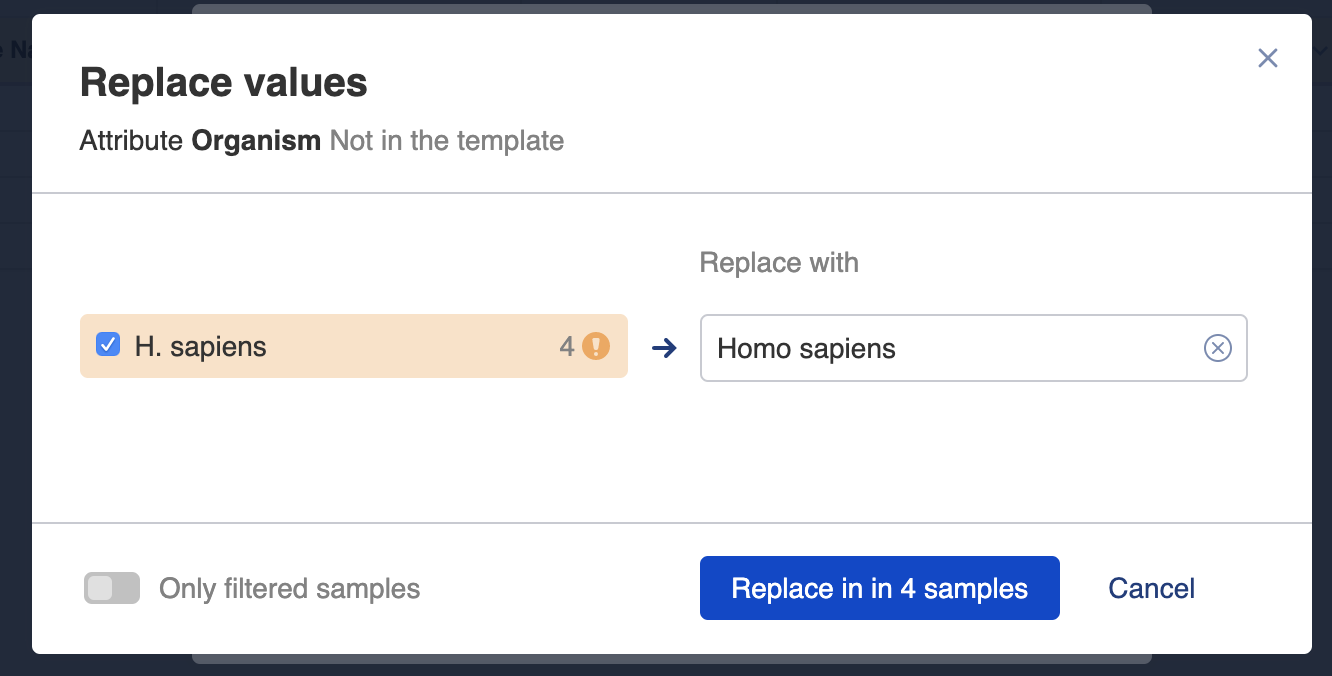 Replace values
Attribute Organism Not in the template
Replace with
H. sapiens 4 ! Homo sapiens
Only filtered samples Replace in in 4 samples Cancel